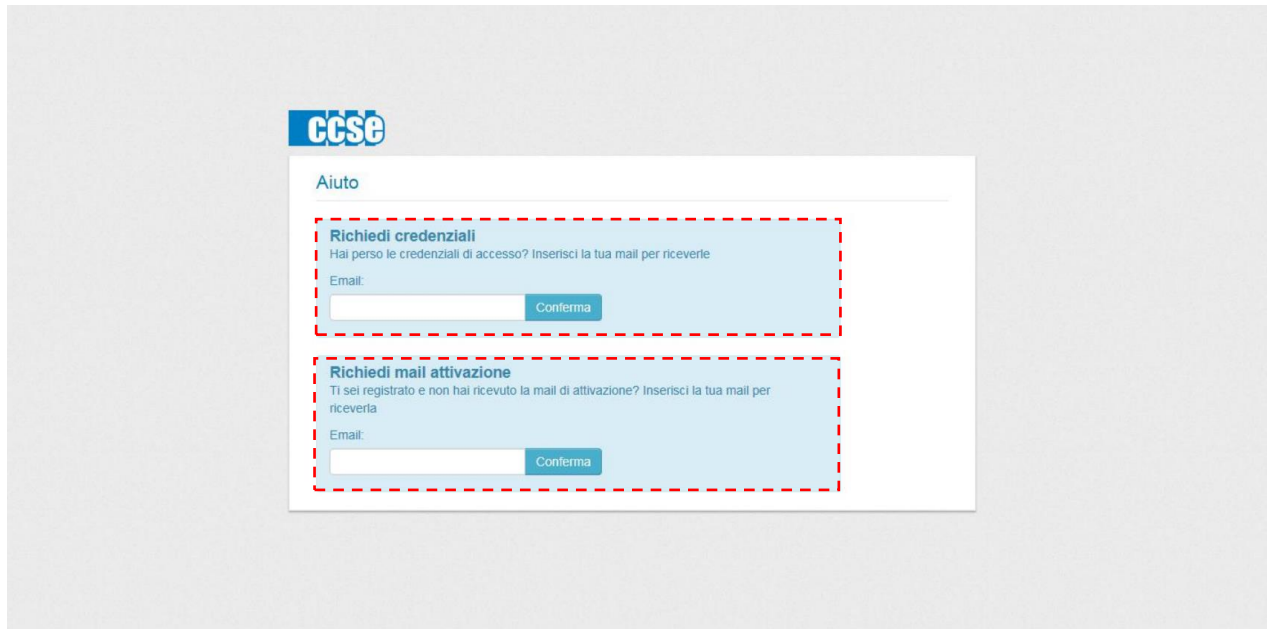 ccse
Aiuto
Richiedi credenziali
Hai perso le credenziali di accesso? Inserisci la tua mail per riceverle
Email:
Conferma
Richiedi mail attivazione
Ti sei registrato e non hai ricevuto la mail di attivazione? Inserisci la tua mail per
riceverla
Email:
Conferma